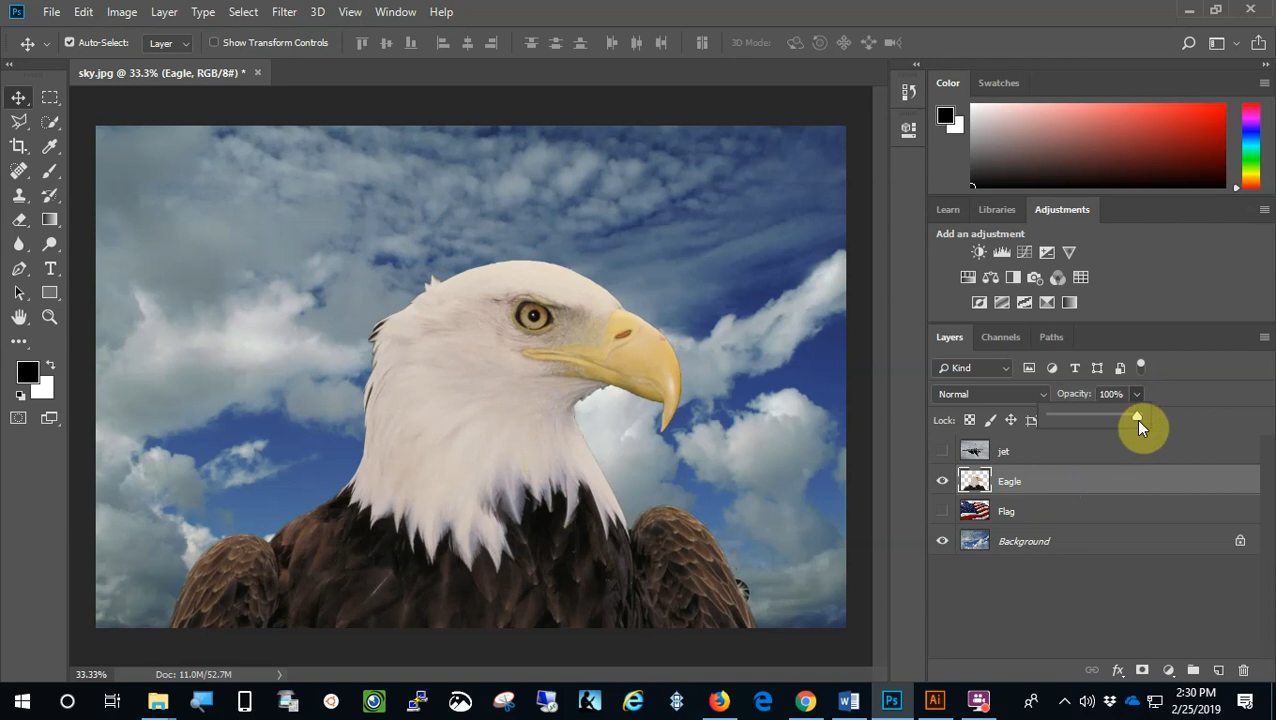 Ps File Edit Image Layer Type Select Filter 3D View Window Help
Auto-Select: Layer Show Transform Controls 3D Mode:
sky.jpg @ 33.3% (Eagle, RGB/8#) * ×
Color Swatches
Learn Libraries Adjustments
Add an adjustment
Layers Channels Paths
Kind
Normal Opacity: 100%
Lock:
jet
Eagle
Flag
Background
33.33% Doc: 11.0M/52.7M
2:30 PM
2/25/2019